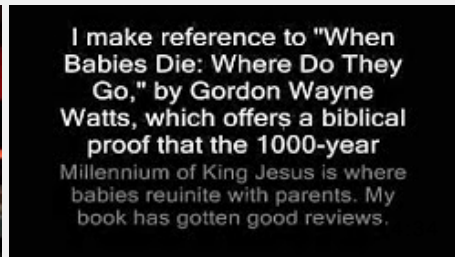 I make reference to "When
Babies Die: Where Do They
Go," by Gordon Wayne
Watts, which offers a biblical
proof that the 1000-year
Millennium of King Jesus is where
babies reuinite with parents. My
book has gotten good reviews.